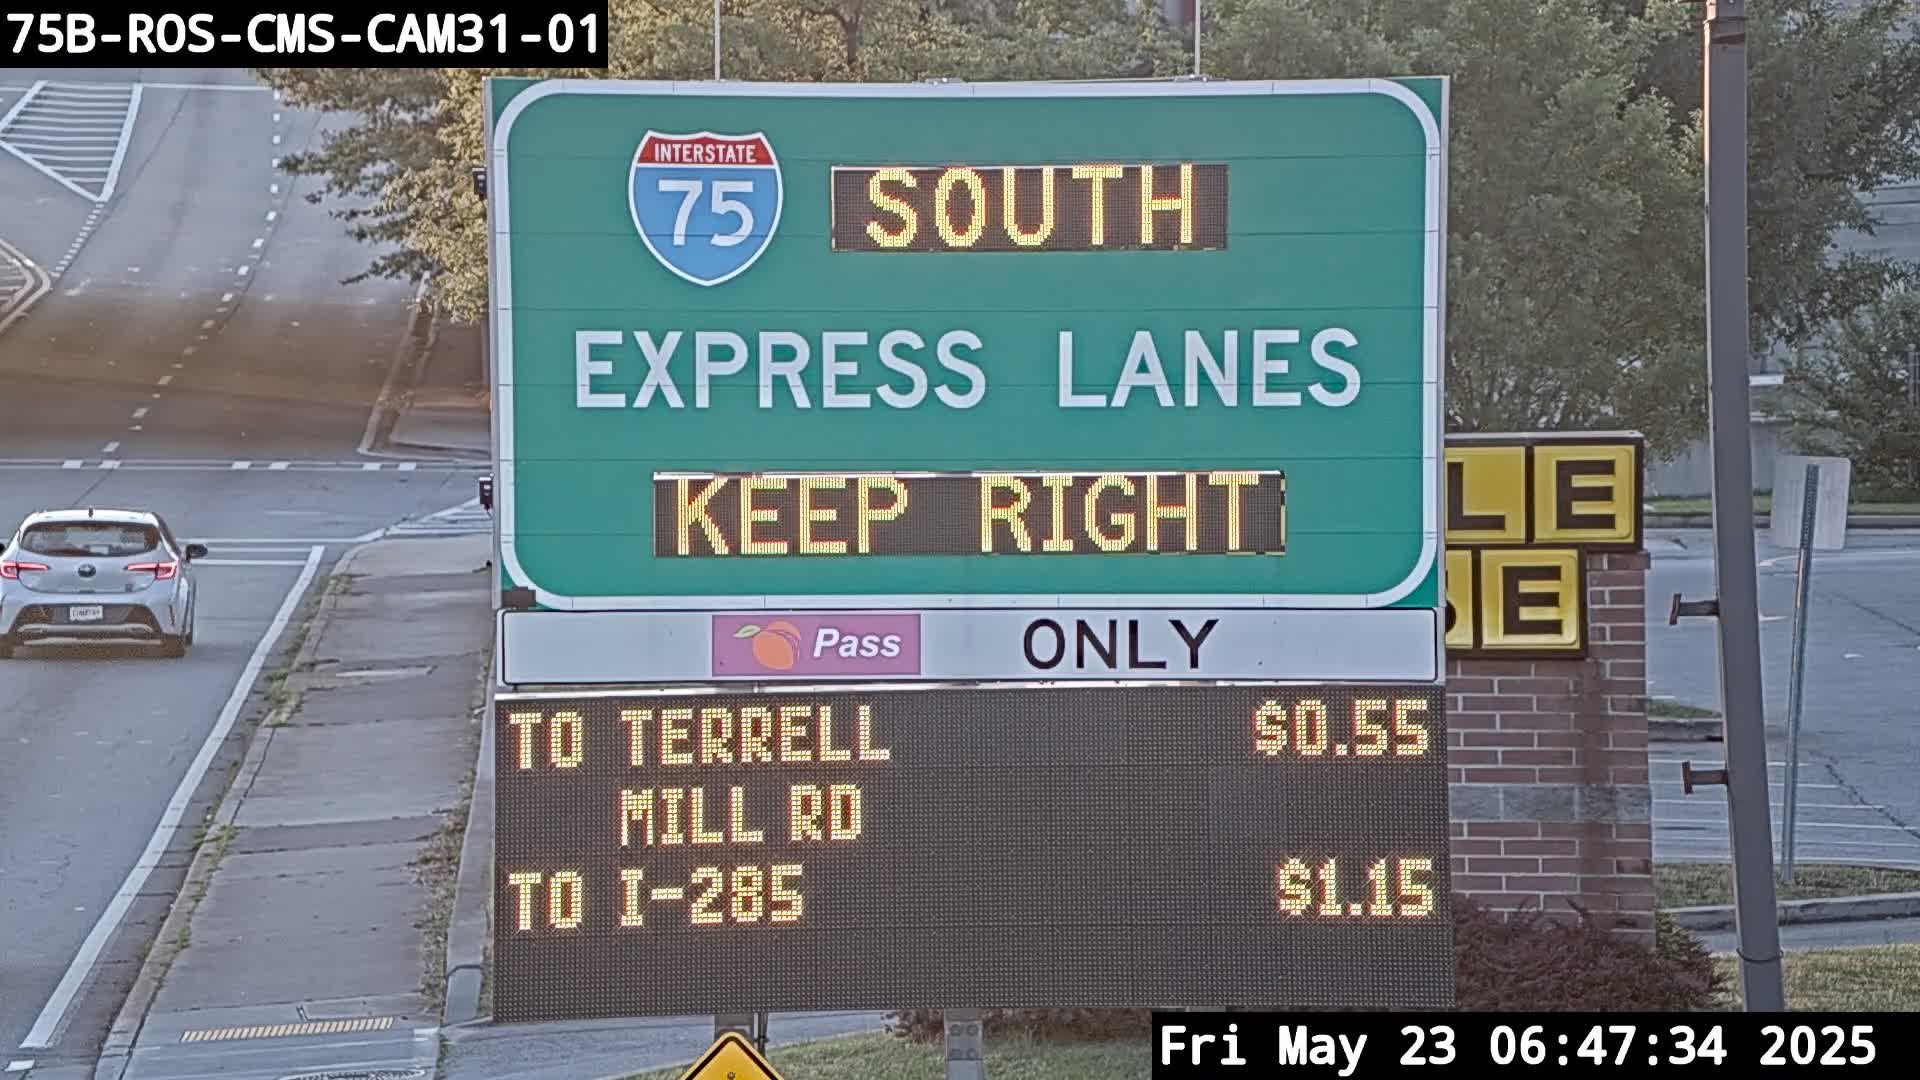 75B-ROS-CMS-CAM31-01
INTERSTATE
75
SOUTH
EXPRESS LANES
KEEP RIGHT
Pass ONLY
TO TERRELL $0.55
MILL RD
TO I-285 $1.15
LE
E
Fri May 23 06:47:34 2025